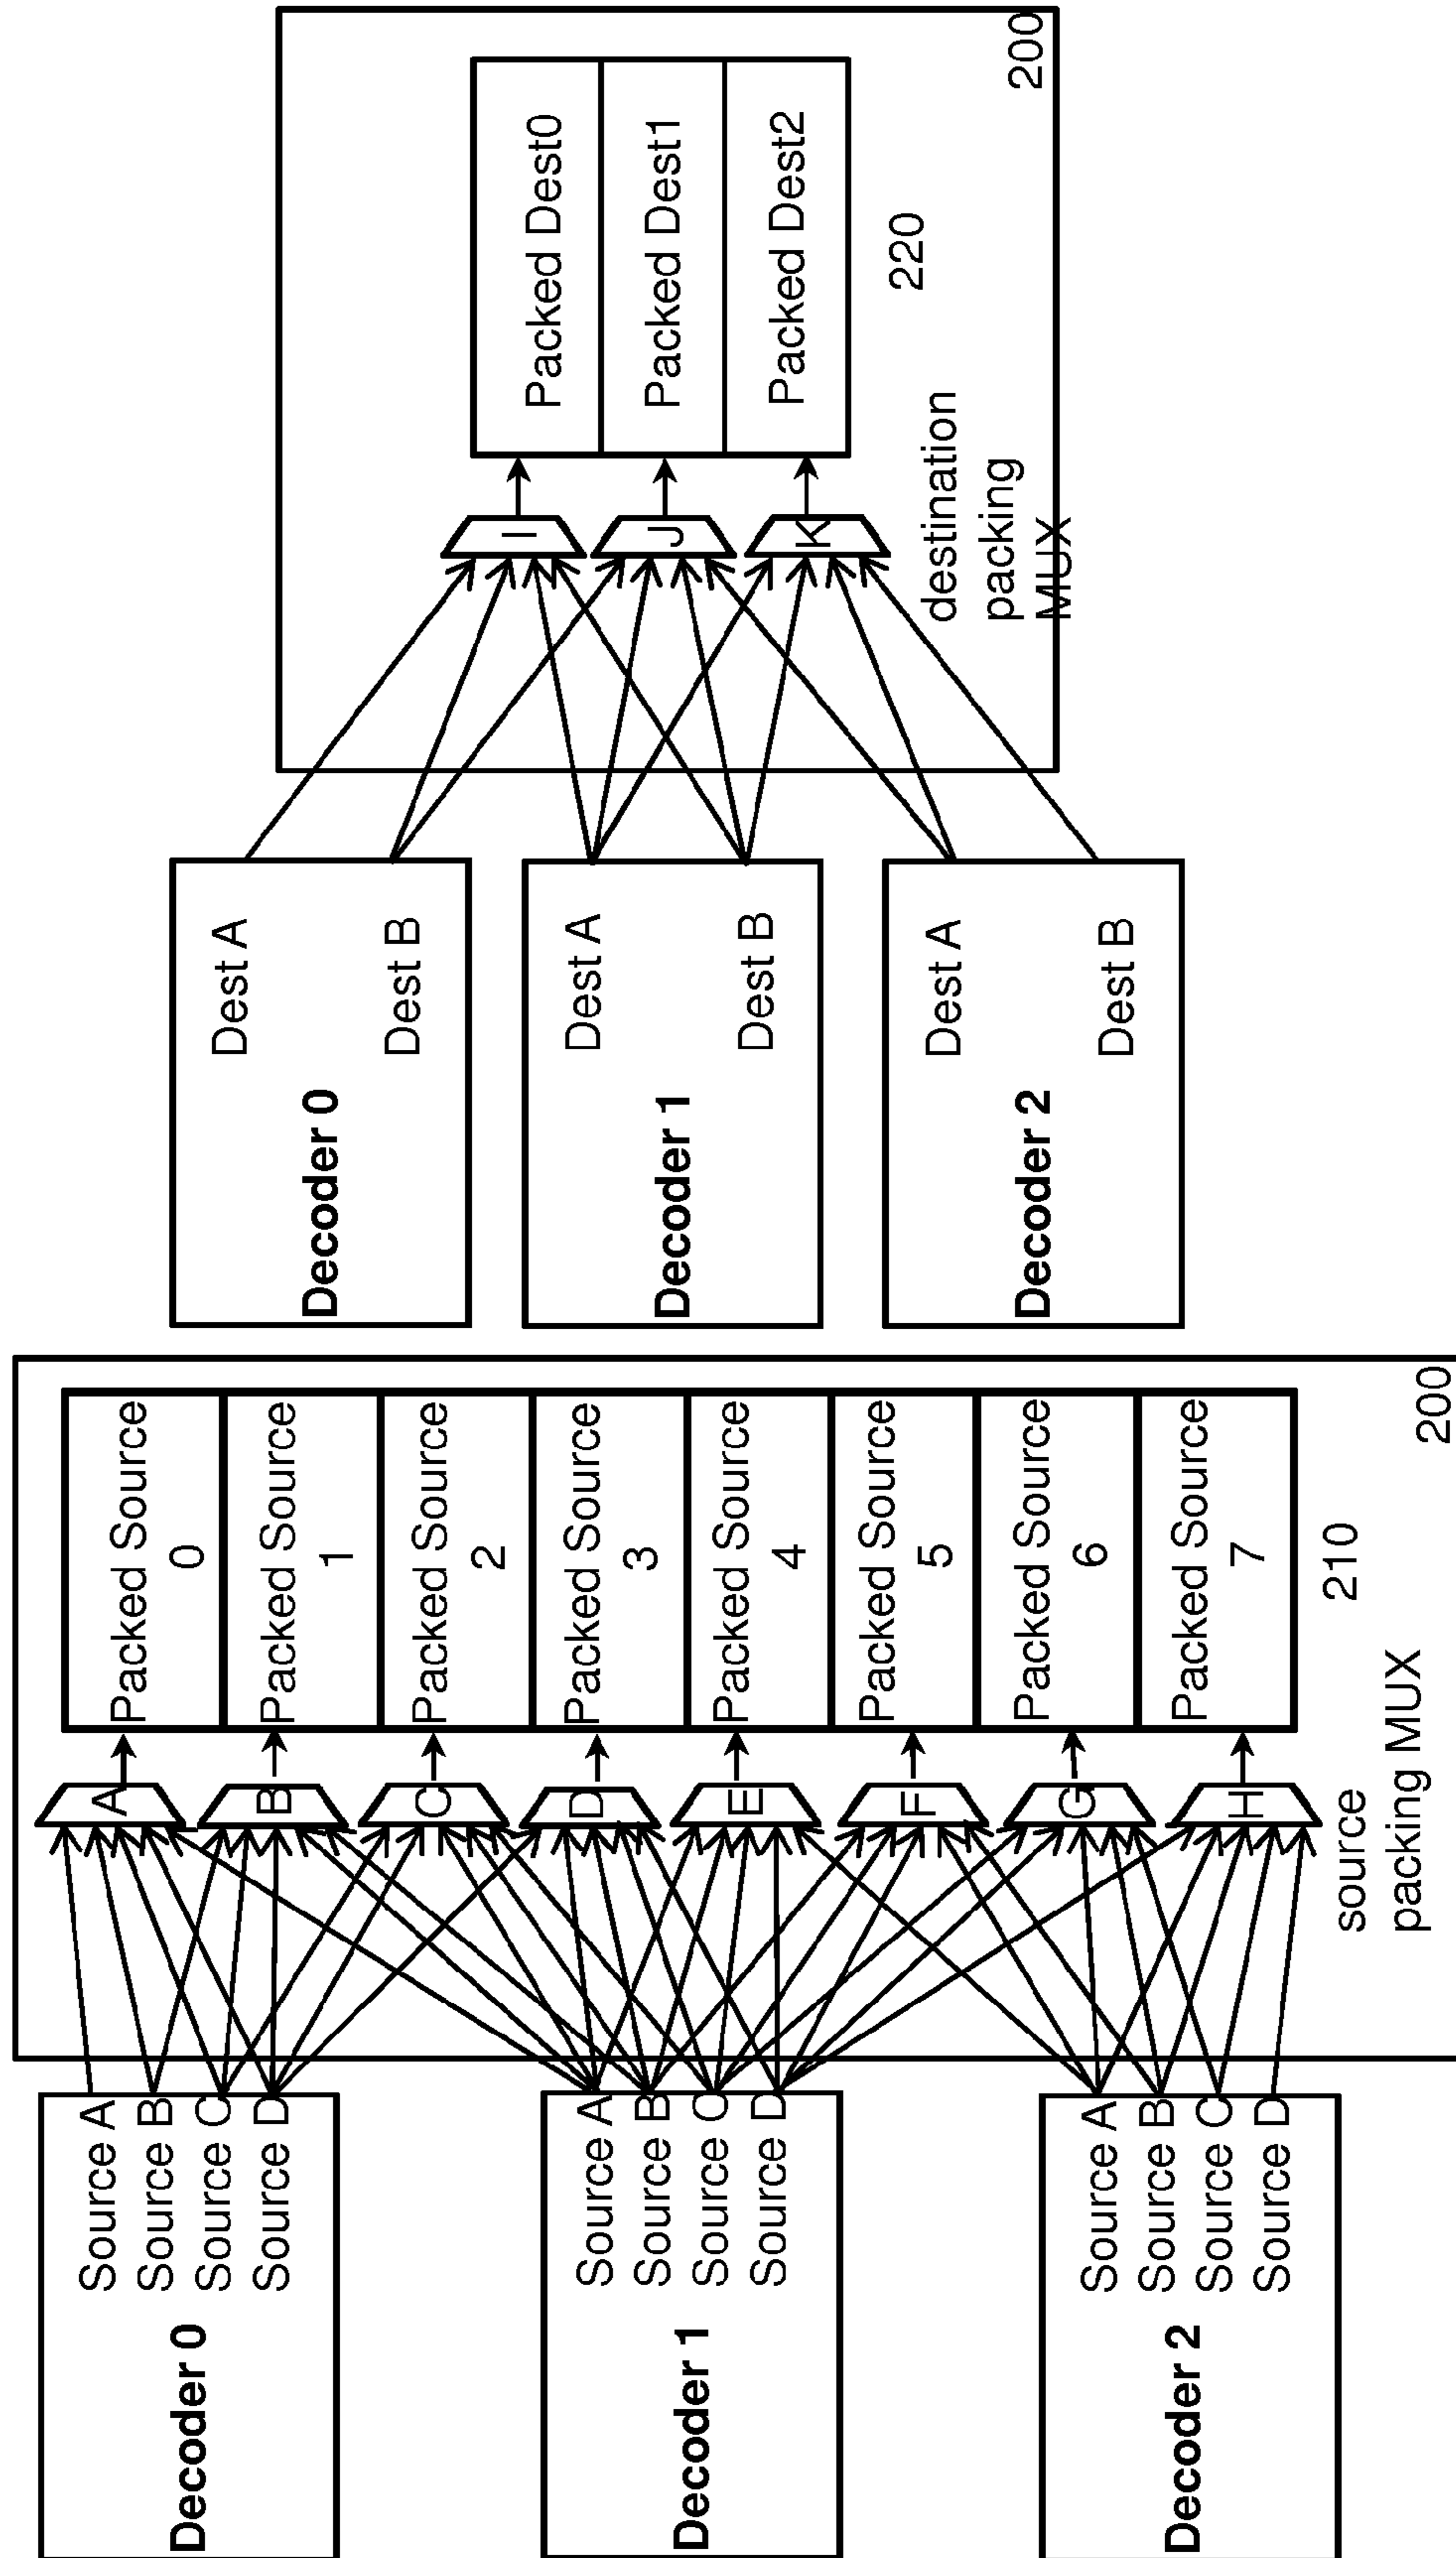 Decoder 0
Source A
Source B
Source C
Source D
Decoder 1
Source A
Source B
Source C
Source D
Decoder 2
Source A
Source B
Source C
Source D
A
B
C
D
E
F
G
H
Packed Source
0
Packed Source
1
Packed Source
2
Packed Source
3
Packed Source
4
Packed Source
5
Packed Source
6
Packed Source
7
source
packing MUX
210
200
Decoder 0
Dest A
Dest B
Decoder 1
Dest A
Dest B
Decoder 2
Dest A
Dest B
I
J
K
Packed Dest0
Packed Dest1
Packed Dest2
destination
packing
MUX
220
200